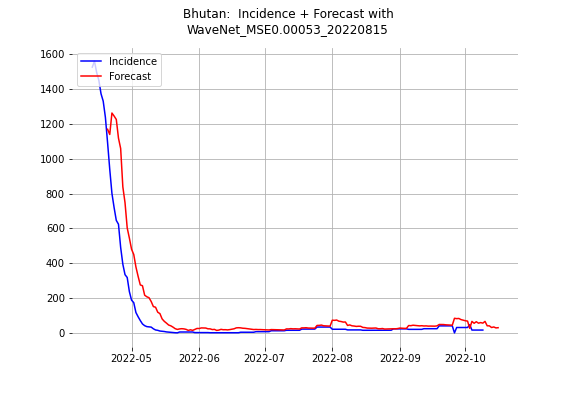 Bhutan:  Incidence + Forecast with
WaveNet_MSE0.00053_20220815
1600
1400
1200
1000
800
600
400
200
0
Incidence
Forecast
2022-05 2022-06 2022-07 2022-08 2022-09 2022-10